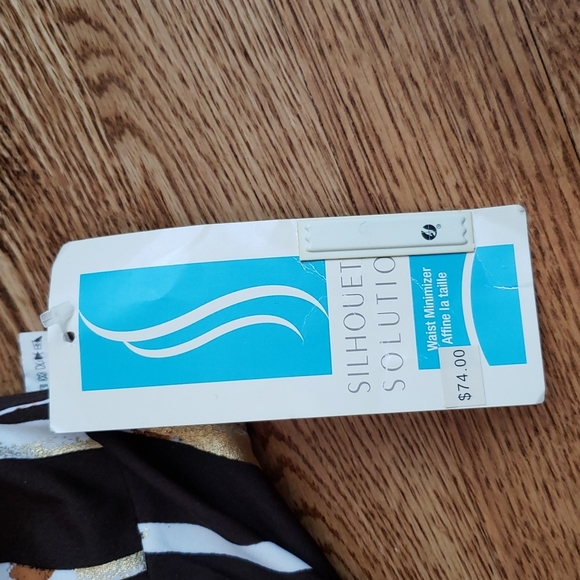 SILHOUET
SOLUTIO
Waist Minimizer
Affine la taille
$74.00